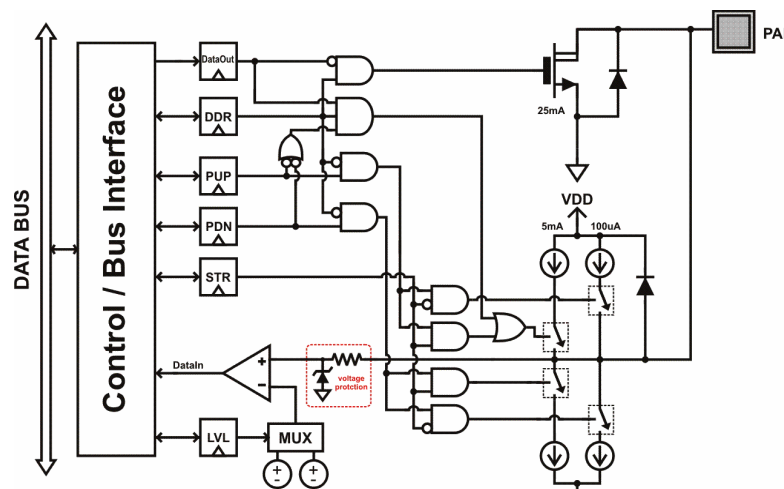 DATA BUS
Control / Bus Interface
DataOut
DDR
PUP
PDN
STR
DataIn
LVL
MUX
+
-
+
-
+
−
voltage
protction
25mA
PA
VDD
5mA
100uA